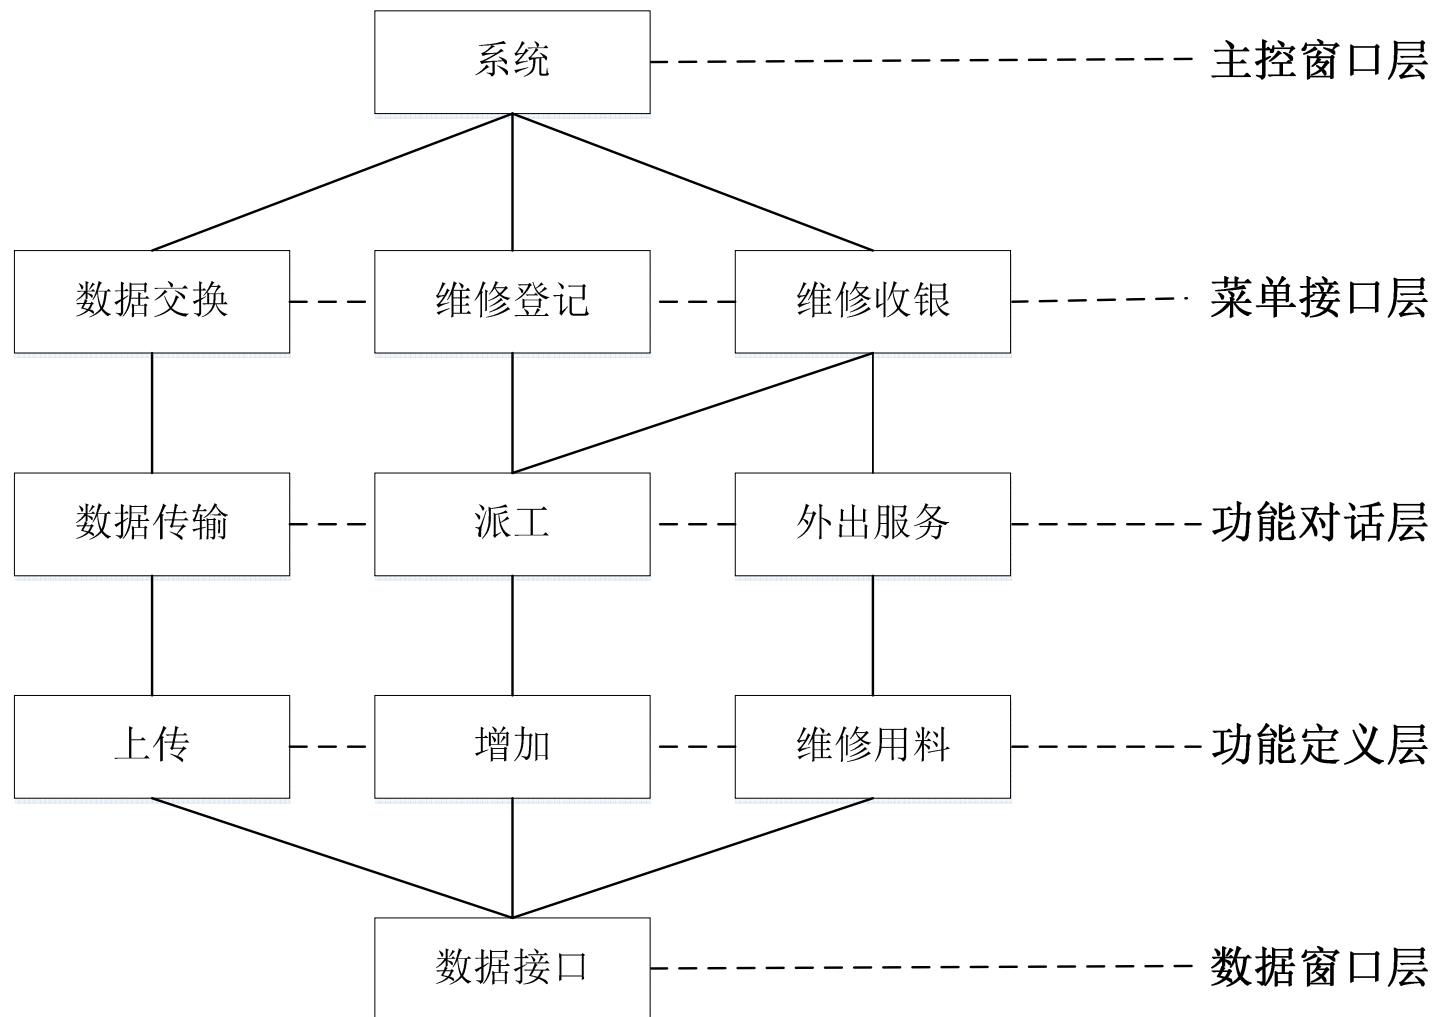 系统 主控窗口层
数据交换 维修登记 维修收银 菜单接口层
数据传输 派工 外出服务 功能对话层
上传 增加 维修用料 功能定义层
数据接口 数据窗口层